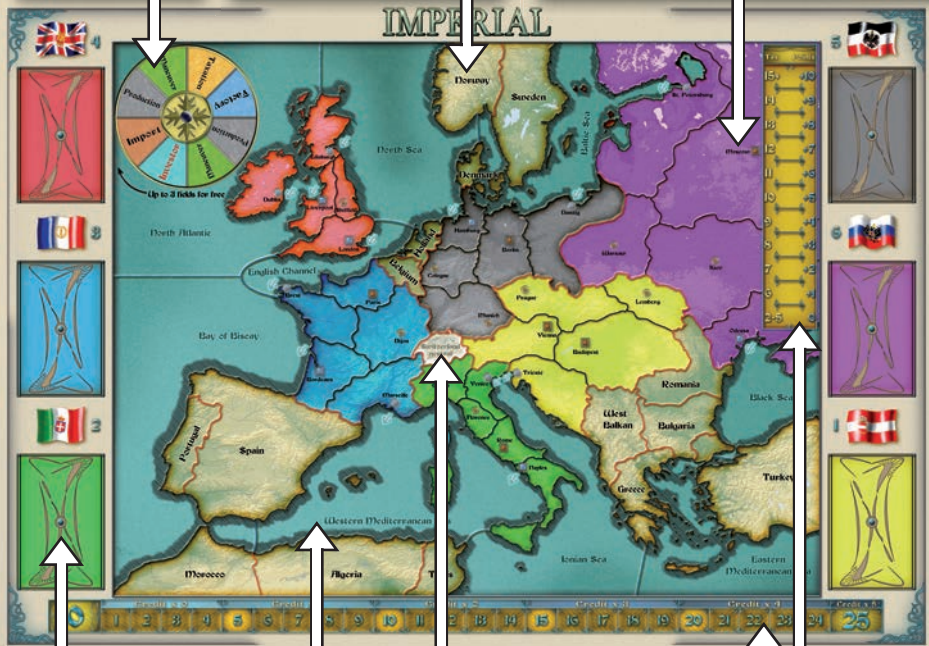 IMPERIAL
4
5
3
6
2
1
Taxation
Factory
Production
Maneuver
Investor
Import
Production
Maneuver
Up to 3 fields for free
Norway
Sweden
St. Petersburg
Moscow
North Sea
Baltic Sea
Edinburgh
Denmark
Dublin
Liverpool
London
Danzig
Hamburg
Berlin
Warsaw
Kiev
North Atlantic
English Channel
Holland
Belgium
Cologne
Munich
Prague
Lemberg
Paris
Dijon
Vienna
Budapest
Odessa
Bay of Biscay
Bordeaux
Marseille
Trieste
Venice
Florence
Rome
Naples
Romania
Black Sea
West
Balkan
Bulgaria
Portugal
Spain
Greece
Turkey
Western Mediterranean
Ionian Sea
Eastern
Mediterranean
Morocco
Algeria
1 2 3 4 5 6 7 8 9 10 11 12 13 14 15 16 17 18 19 20 21 22 23 24 25